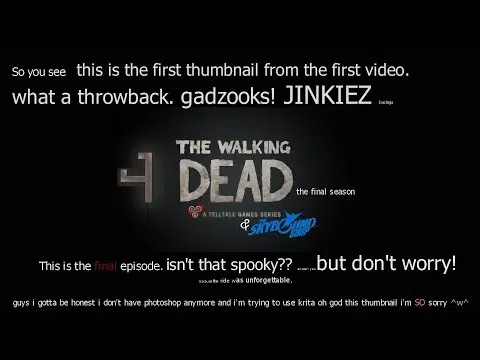 So you see this is the first thumbnail from the first video.
what a throwback. gadzooks! JINKIEZ
4 THE WALKING
DEAD
the final season
A TELLTALE GAMES SERIES
& SKYBOUND
This is the final episode. isn't that spooky?? but don't worry!
the ride was unforgettable.
guys i gotta be honest i don't have photoshop anymore and i'm trying to use krita oh god this thumbnail i'm SO sorry ^w^